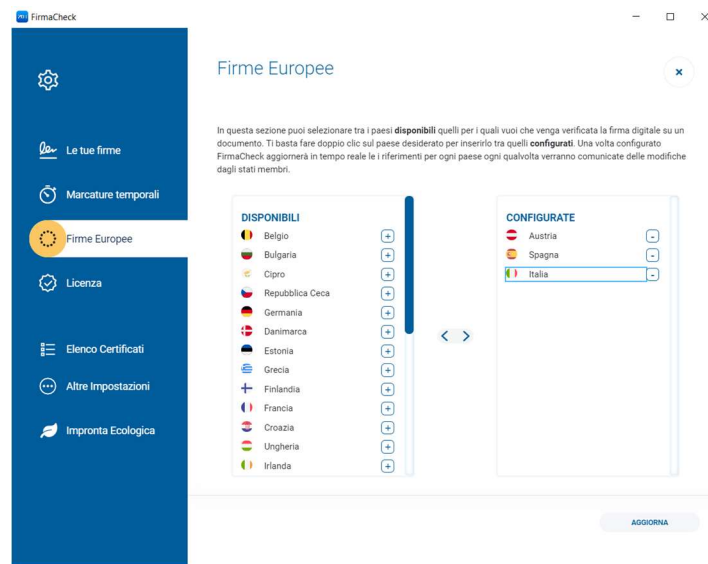 FirmaCheck
Firme Europee
In questa sezione puoi selezionare tra i paesi disponibili quelli per i quali vuoi che venga verificata la firma digitale su un
documento. Ti basta fare doppio clic sul paese desiderato per inserirlo tra quelli configurati. Una volta configurato
FirmaCheck aggiornerà in tempo reale le i riferimenti per ogni paese ogni qualvolta verranno comunicate delle modifiche
dagli stati membri.
Le tue firme
Marcature temporali
Firme Europee
Licenza
Elenco Certificati
Altre Impostazioni
Impronta Ecologica
DISPONIBILI
Belgio
Bulgaria
Cipro
Repubblica Ceca
Germania
Danimarca
Estonia
Grecia
Finlandia
Francia
Croazia
Ungheria
Irlanda
CONFIGURATE
Austria
Spagna
Italia
AGGIORNA